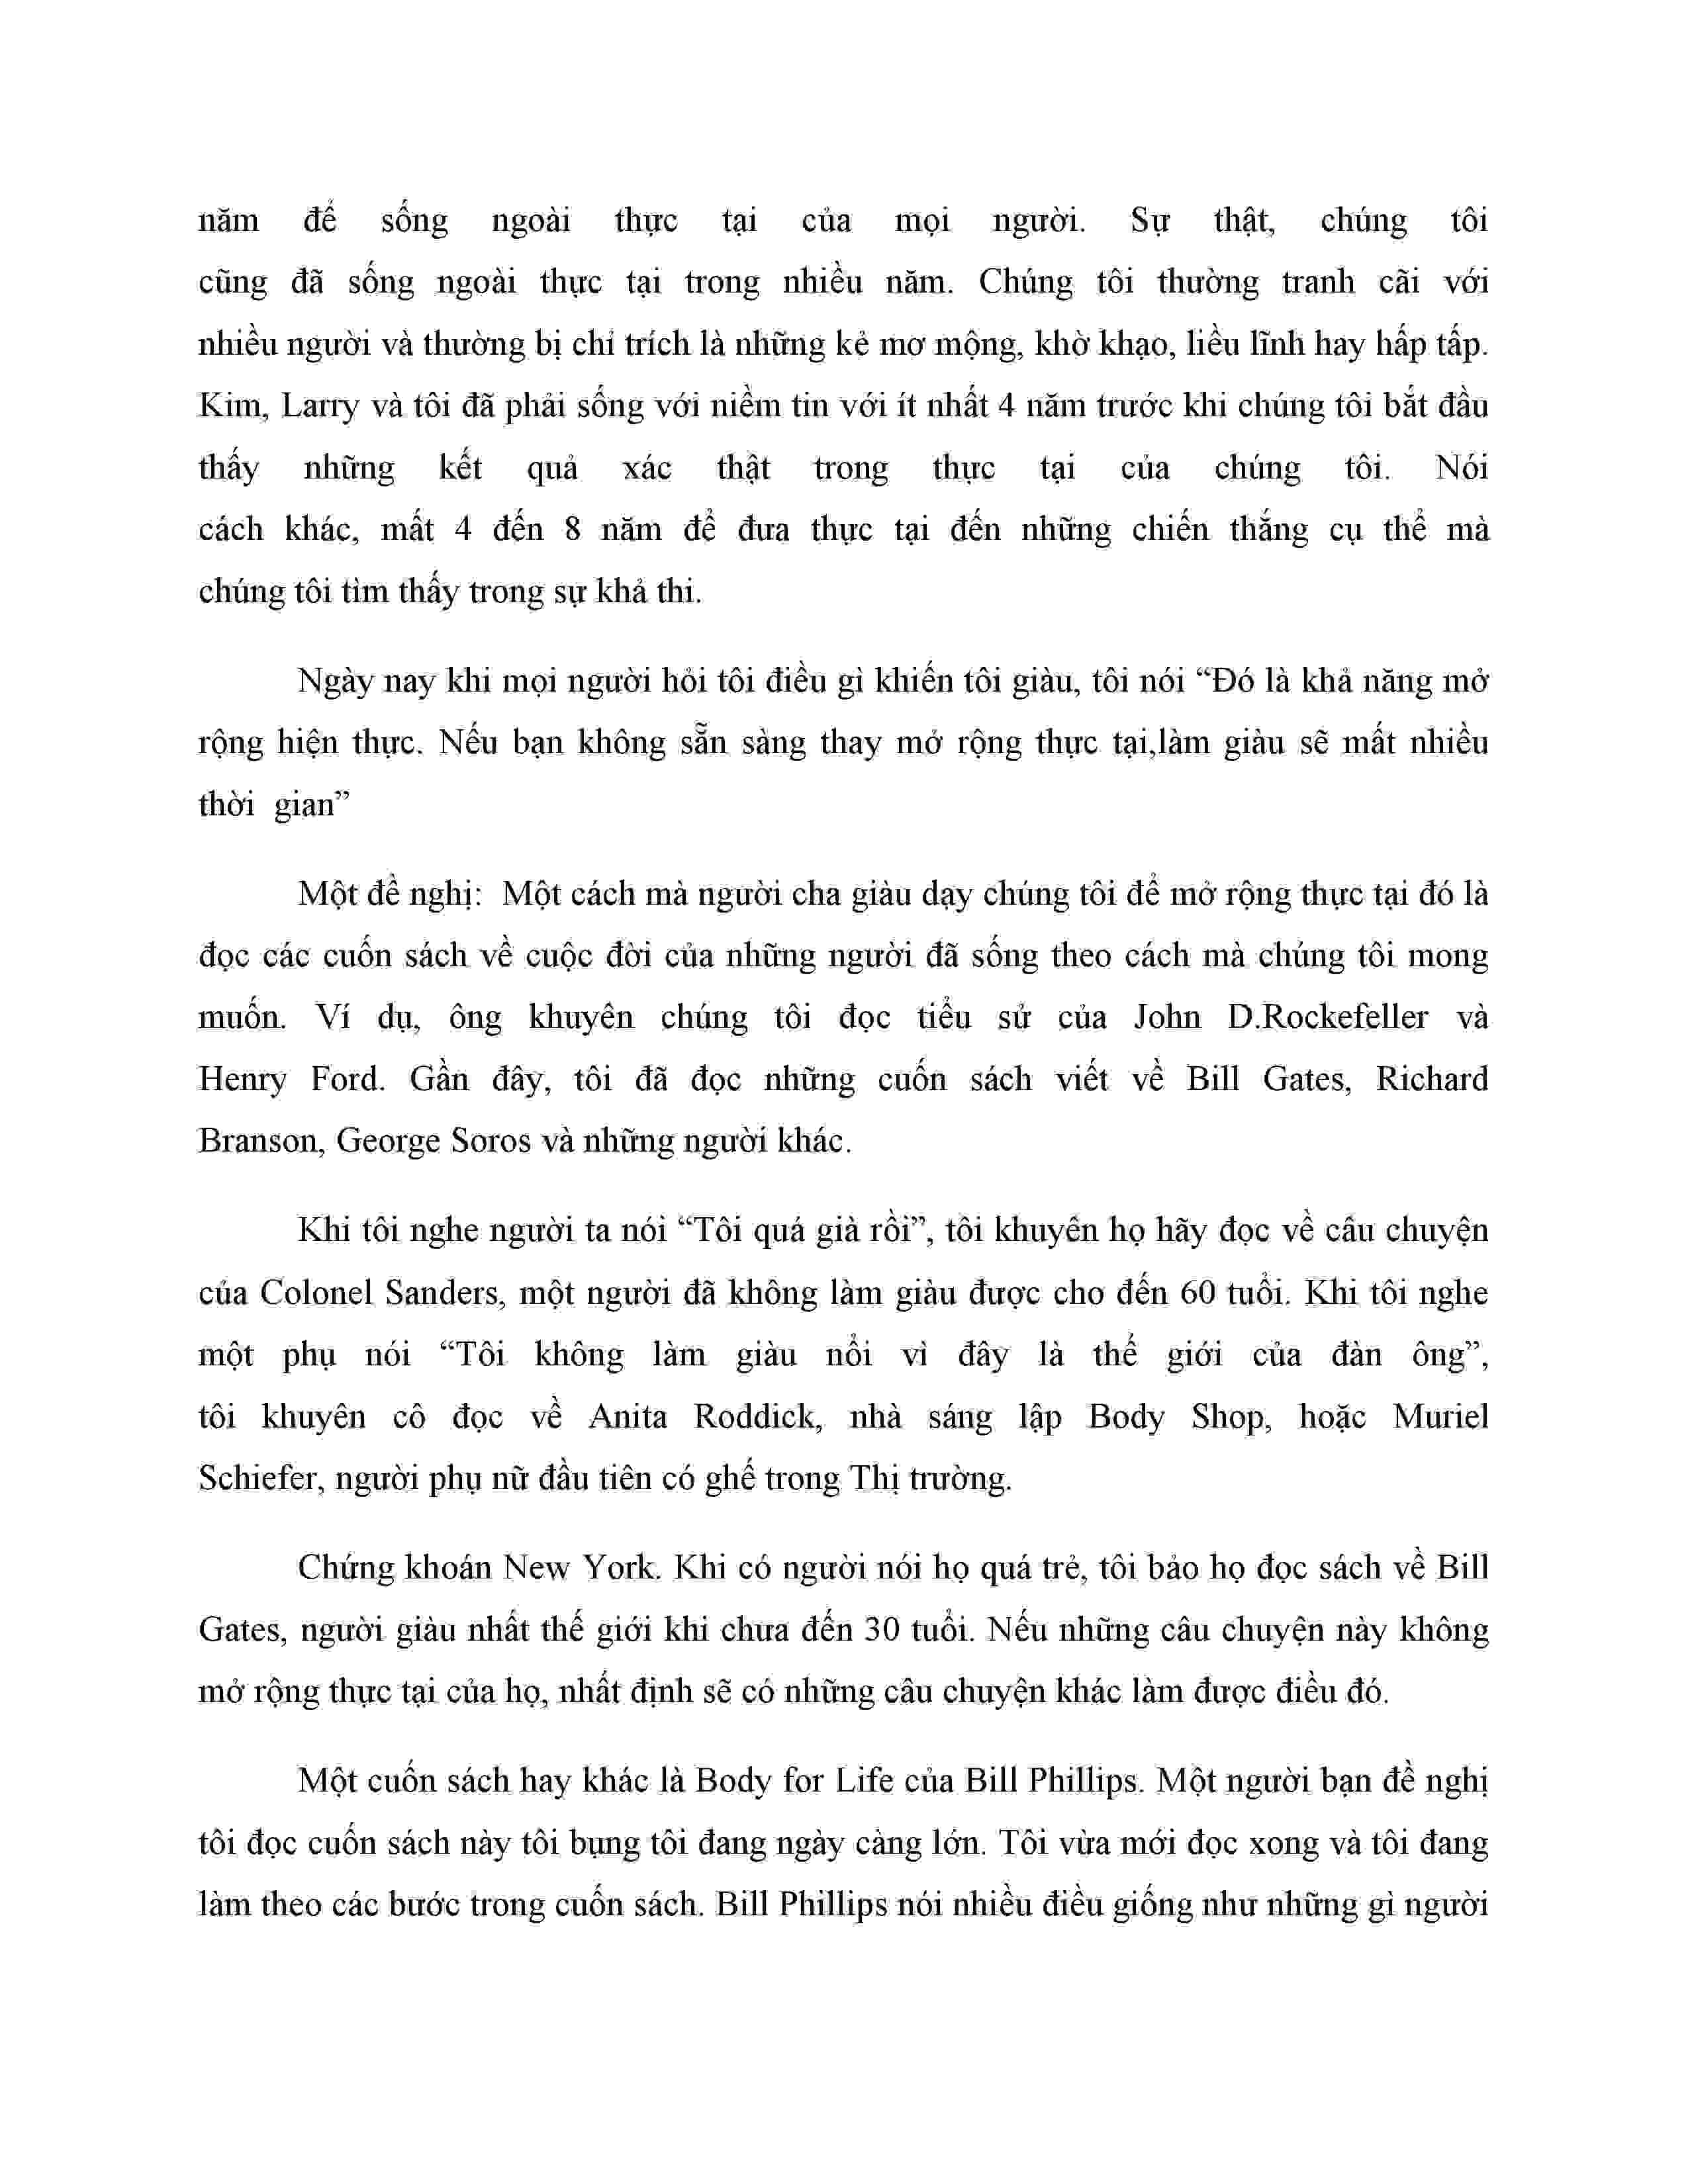 năm để sống ngoài thực tại của mọi người. Sự thật, chúng tôi
cũng đã sống ngoài thực tại trong nhiều năm. Chúng tôi thường tranh cãi với
nhiều người và thường bị chỉ trích là những kẻ mơ mộng, khờ khạo, liều lĩnh hay hấp tấp.
Kim, Larry và tôi đã phải sống với niềm tin với ít nhất 4 năm trước khi chúng tôi bắt đầu
thấy những kết quả xác thật trong thực tại của chúng tôi. Nói
cách khác, mất 4 đến 8 năm để đưa thực tại đến những chiến thắng cụ thể mà
chúng tôi tìm thấy trong sự khả thi.
Ngày nay khi mọi người hỏi tôi điều gì khiến tôi giàu, tôi nói “Đó là khả năng mở
rộng hiện thực. Nếu bạn không sẵn sàng thay mở rộng thực tại,làm giàu sẽ mất nhiều
thời gian”
Một đề nghị: Một cách mà người cha giàu dạy chúng tôi để mở rộng thực tại đó là
đọc các cuốn sách về cuộc đời của những người đã sống theo cách mà chúng tôi mong
muốn. Ví dụ, ông khuyên chúng tôi đọc tiểu sử của John D.Rockefeller và
Henry Ford. Gần đây, tôi đã đọc những cuốn sách viết về Bill Gates, Richard
Branson, George Soros và những người khác.
Khi tôi nghe người ta nói “Tôi quá già rồi”, tôi khuyên họ hãy đọc về câu chuyện
của Colonel Sanders, một người đã không làm giàu được cho đến 60 tuổi. Khi tôi nghe
một phụ nói “Tôi không làm giàu nổi vì đây là thế giới của đàn ông”,
tôi khuyên cô đọc về Anita Roddick, nhà sáng lập Body Shop, hoặc Muriel
Schiefer, người phụ nữ đầu tiên có ghế trong Thị trường.
Chứng khoán New York. Khi có người nói họ quá trẻ, tôi bảo họ đọc sách về Bill
Gates, người giàu nhất thế giới khi chưa đến 30 tuổi. Nếu những câu chuyện này không
mở rộng thực tại của họ, nhất định sẽ có những câu chuyện khác làm được điều đó.
Một cuốn sách hay khác là Body for Life của Bill Phillips. Một người bạn đề nghị
tôi đọc cuốn sách này tôi bụng tôi đang ngày càng lớn. Tôi vừa mới đọc xong và tôi đang
làm theo các bước trong cuốn sách. Bill Phillips nói nhiều điều giống như những gì người